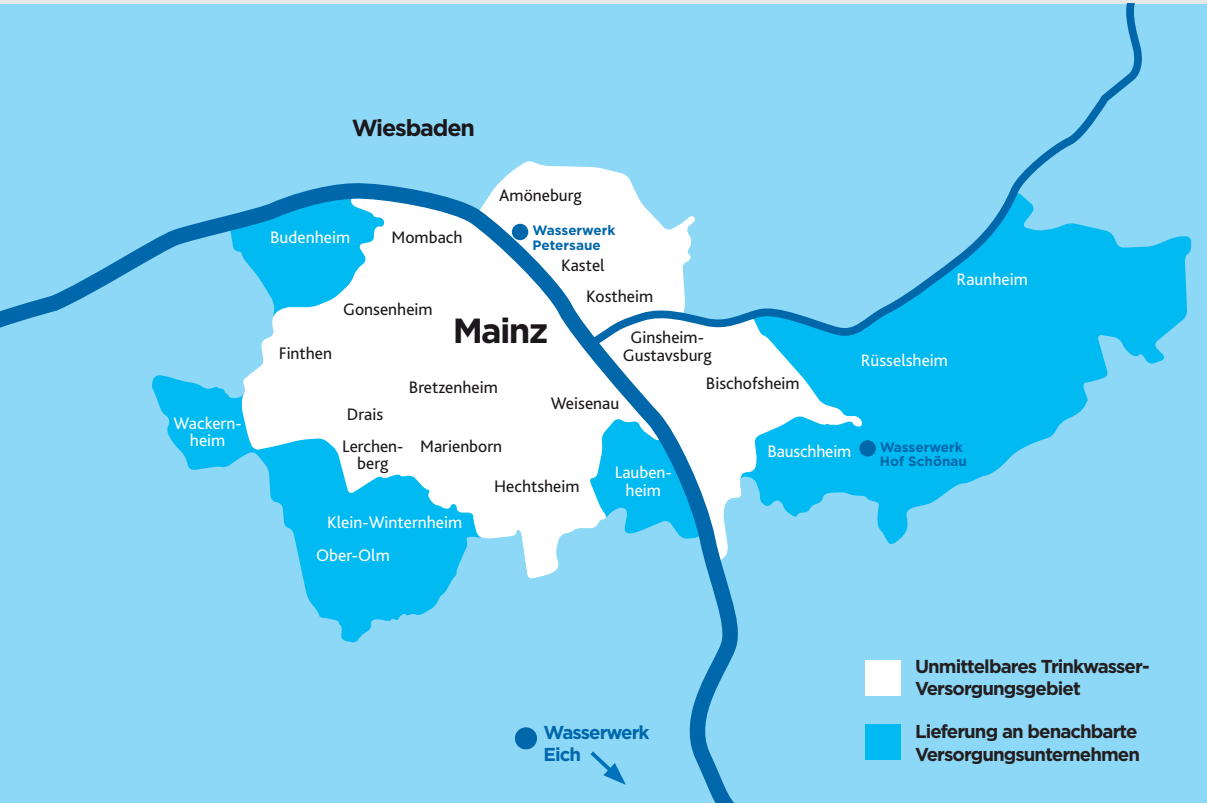 Wiesbaden
Amöneburg
Wasserwerk
Petersaue
Budenheim
Mombach
Kastel
Raunheim
Kostheim
Gonsenheim
Mainz
Ginsheim-
Gustavsburg
Finthen
Rüsselsheim
Bretzenheim
Bischofsheim
Weisenau
Drais
Wackern-
heim
Lerchen-
berg
Marienborn
Bauschheim
Wasserwerk
Hof Schönau
Lauben-
heim
Hechtsheim
Klein-Winternheim
Ober-Olm
Unmittelbares Trinkwasser-
Versorgungsgebiet
Lieferung an benachbarte
Versorgungsunternehmen
Wasserwerk
Eich